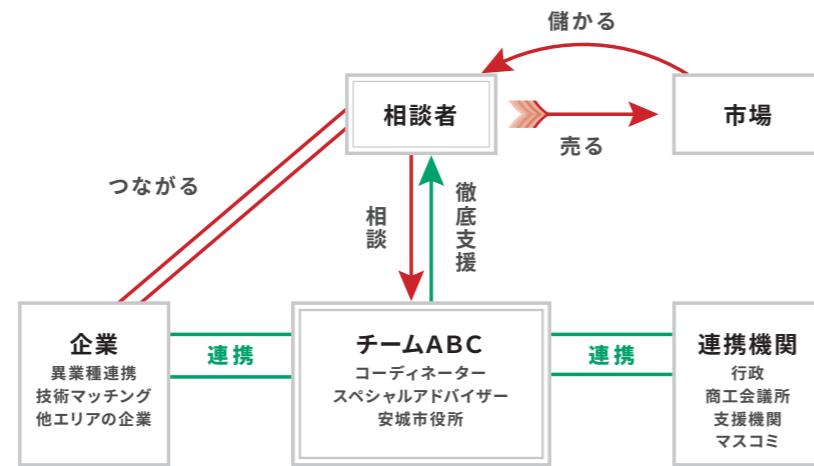 儲かる
相談者
市場
売る
つながる
相談
徹底支援
企業
異業種連携
技術マッチング
他エリアの企業
連携
チームABC
コーディネーター
スペシャルアドバイザー
安城市役所
連携
連携機関
行政
商工会議所
支援機関
マスコミ